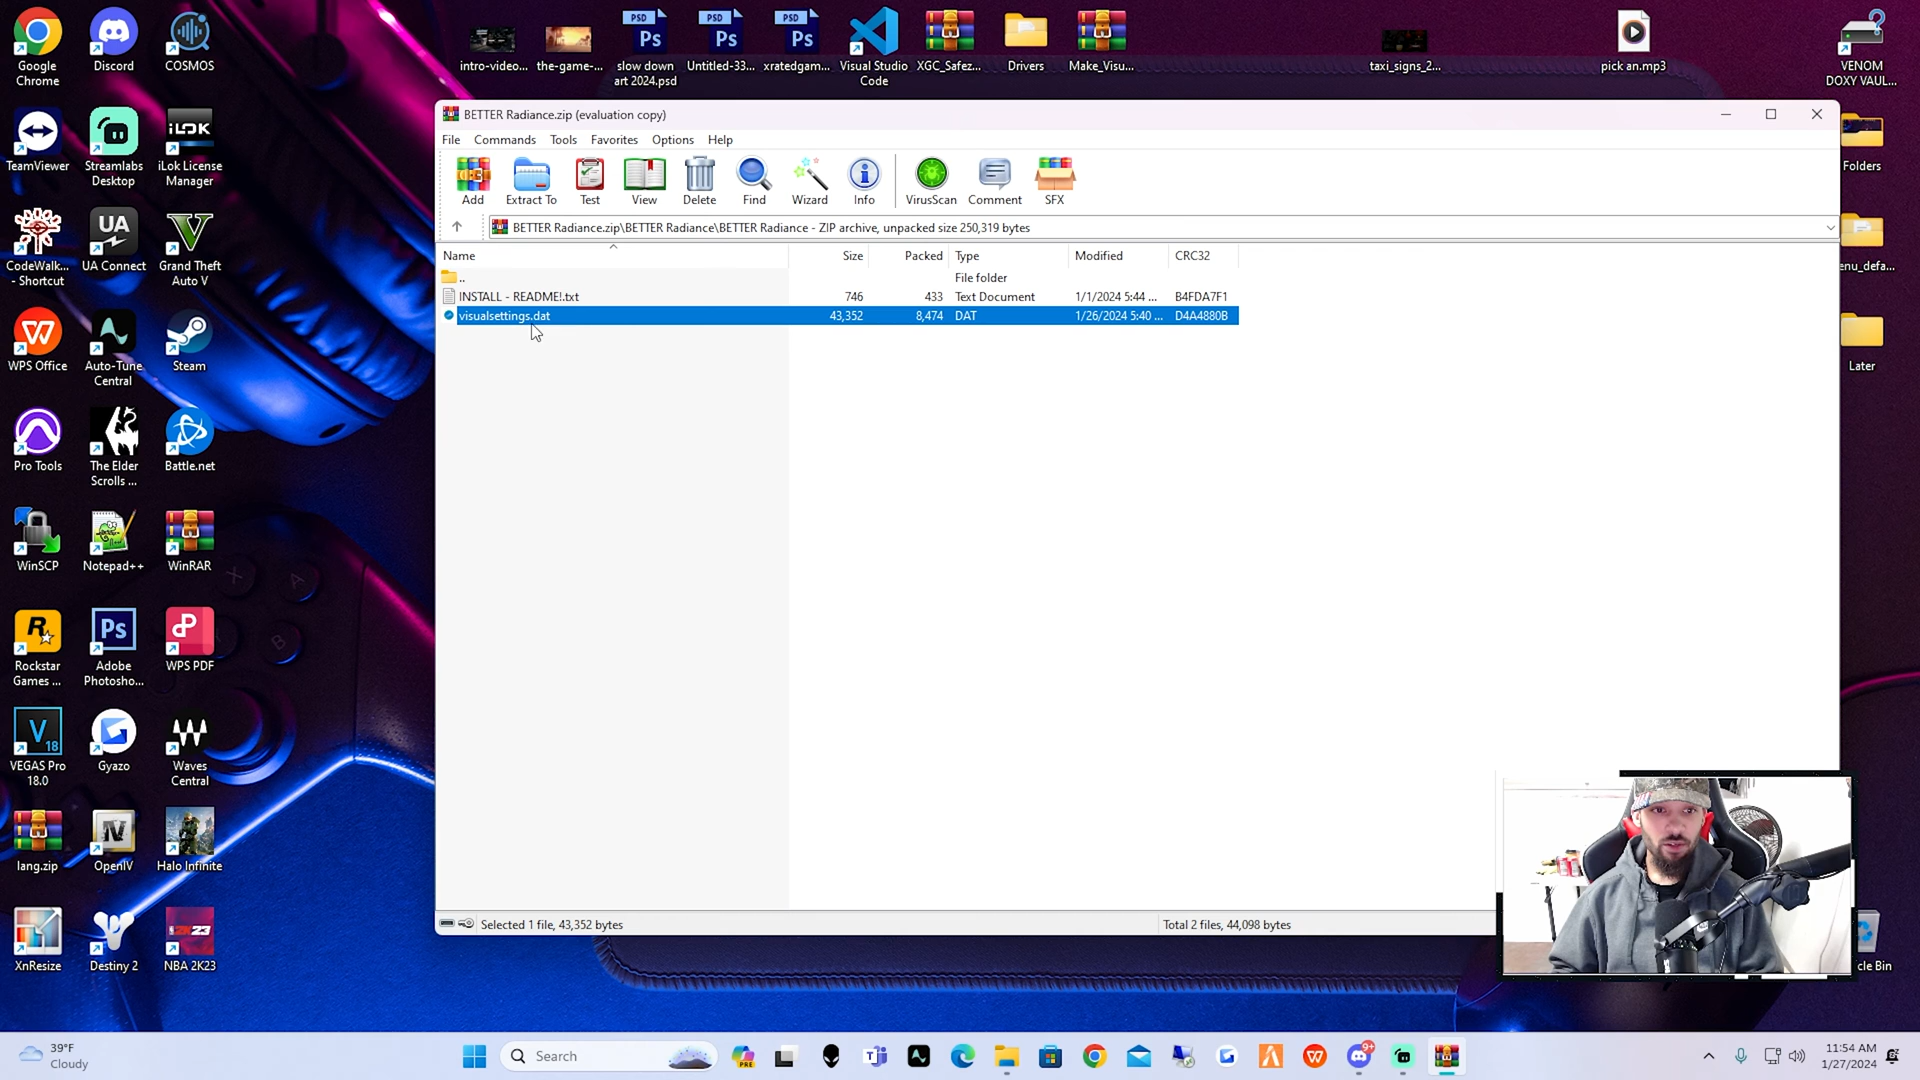 Google Chrome
Discord
COSMOS
intro-video...
the-game-...
PSD
Ps
slow down art 2024.psd
PSD
Ps
Untitled-33...
PSD
Ps
xratedgam...
Visual Studio Code
XGC_Safez...
Drivers
Make_Visu...
taxi_signs_2...
pick an.mp3
VENOM DOXY VAUL...
BETTER Radiance.zip (evaluation copy)
File Commands Tools Favorites Options Help
Add
Extract To
Test
View
Delete
Find
Wizard
Info
VirusScan
Comment
SFX
BETTER Radiance.zip\BETTER Radiance\BETTER Radiance - ZIP archive, unpacked size 250,319 bytes
Name Size Packed Type Modified CRC32
.. File folder
INSTALL - README!.txt 746 433 Text Document 1/1/2024 5:44 ... B4FDA7F1
visualsettings.dat 43,352 8,474 DAT 1/26/2024 5:40 ... D4A4880B
Selected 1 file, 43,352 bytes
Total 2 files, 44,098 bytes
TeamViewer
Streamlabs Desktop
iLOK
iLok License Manager
Folders
CodeWalk... - Shortcut
UA
UA Connect
Grand Theft Auto V
enu_defa...
WPS Office
Auto-Tune Central
Steam
Later
Pro Tools
The Elder Scrolls ...
Battle.net
WinSCP
Notepad++
WinRAR
Rockstar Games ...
Ps
Adobe Photosho...
WPS PDF
V 18
VEGAS Pro 18.0
Gyazo
Waves Central
lang.zip
OpenIV
Halo Infinite
XnResize
Destiny 2
2K23
NBA 2K23
cle Bin
39°F
Cloudy
Search
PRE
9+
11:54 AM
1/27/2024